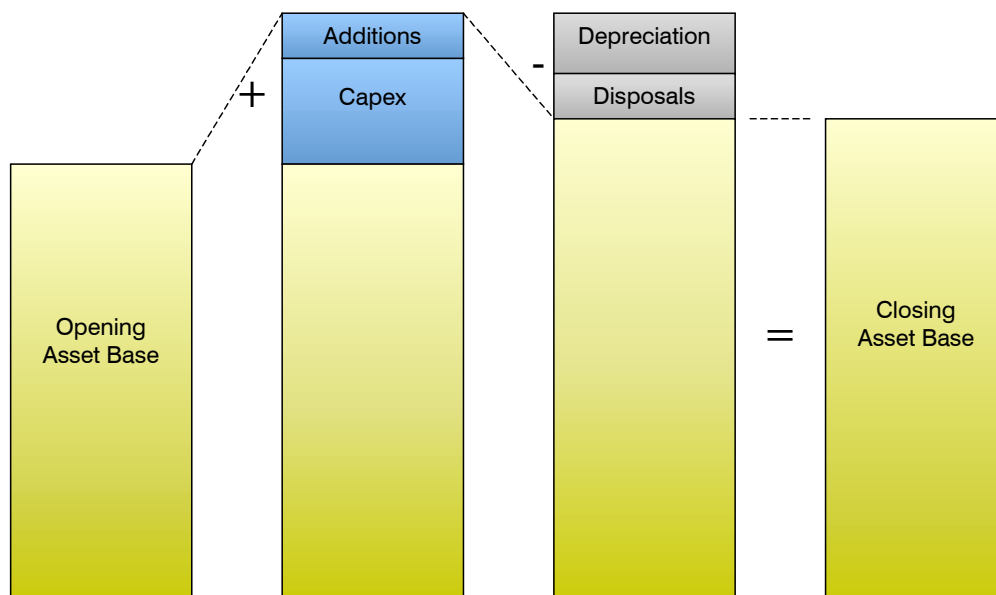 Opening
Asset Base
+
Additions
Capex
-
Depreciation
Disposals
=
Closing
Asset Base